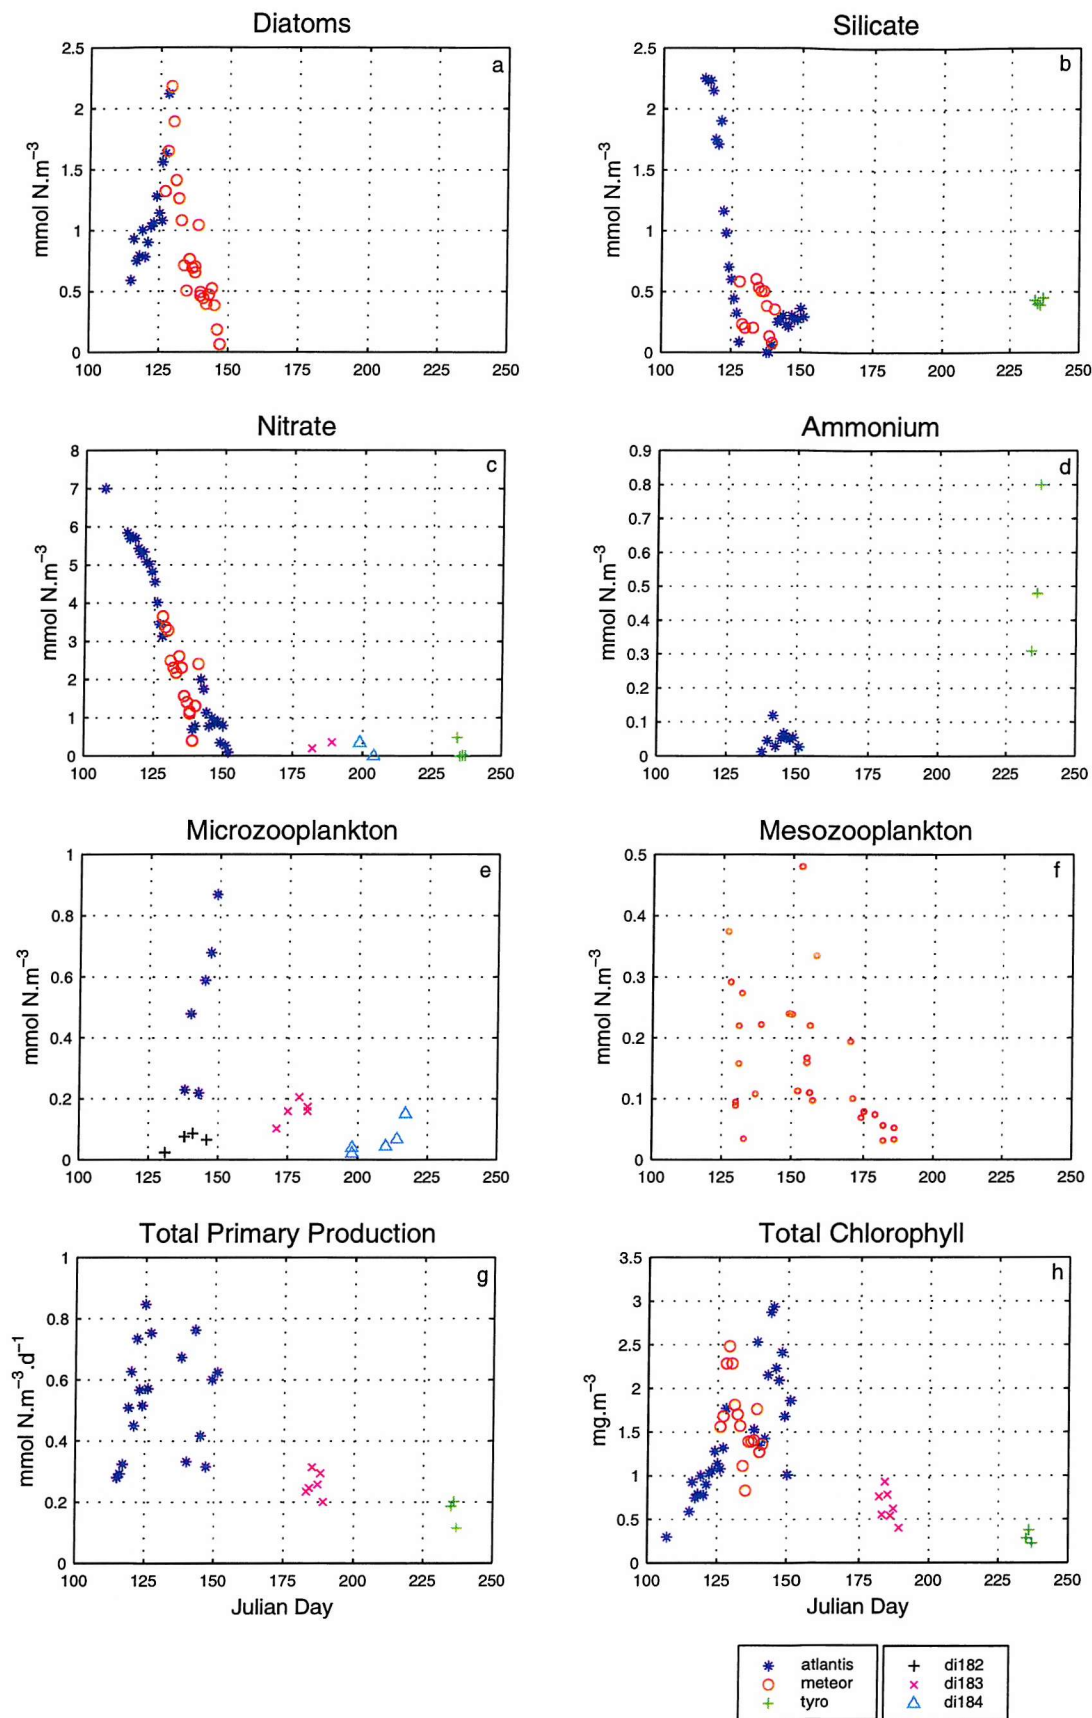 Diatoms
Silicate
a
b
mmol N.m⁻³
mmol N.m⁻³
2.5
2
1.5
1
0.5
0
100 125 150 175 200 225 250
2.5
2
1.5
1
0.5
0
100 125 150 175 200 225 250
Nitrate
Ammonium
c
d
mmol N.m⁻³
mmol N.m⁻³
8
7
6
5
4
3
2
1
0
100 125 150 175 200 225 250
0.9
0.8
0.7
0.6
0.5
0.4
0.3
0.2
0.1
0
100 125 150 175 200 225 250
Microzooplankton
Mesozooplankton
e
f
mmol N.m⁻³
mmol N.m⁻³
1
0.8
0.6
0.4
0.2
0
100 125 150 175 200 225 250
0.5
0.4
0.3
0.2
0.1
0
100 125 150 175 200 225 250
Total Primary Production
Total Chlorophyll
g
h
mmol N.m⁻³.d⁻¹
mg.m⁻³
1
0.8
0.6
0.4
0.2
0
100 125 150 175 200 225 250
Julian Day
3.5
3
2.5
2
1.5
1
0.5
0
100 125 150 175 200 225 250
Julian Day
atlantis
meteor
tyro
di182
di183
di184